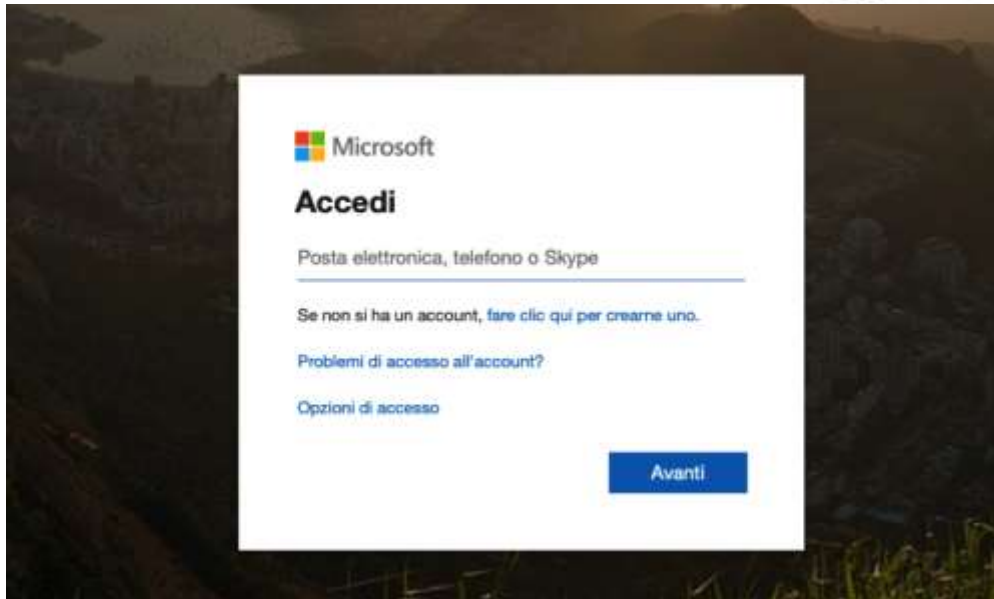 Microsoft
Accedi
Posta elettronica, telefono o Skype
Se non si ha un account, fare clic qui per crearne uno.
Problemi di accesso all'account?
Opzioni di accesso
Avanti